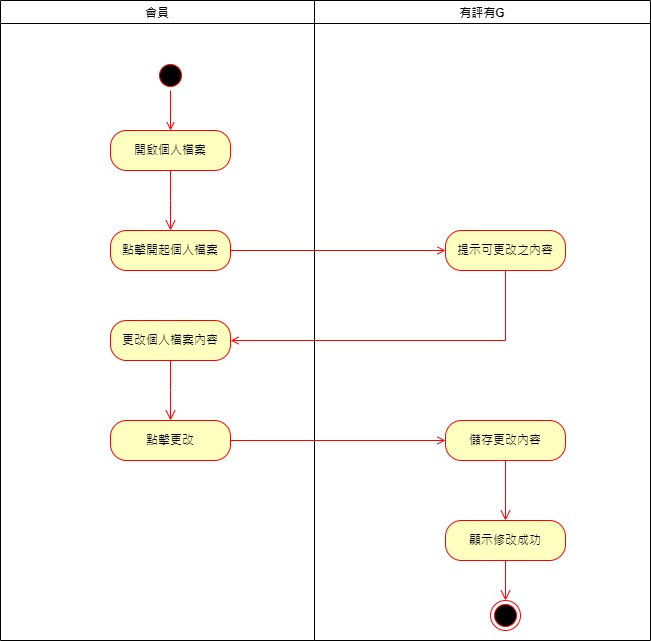 會員
有評有G
開啟個人檔案
點擊開起個人檔案
提示可更改之內容
更改個人檔案內容
點擊更改
儲存更改內容
顯示修改成功